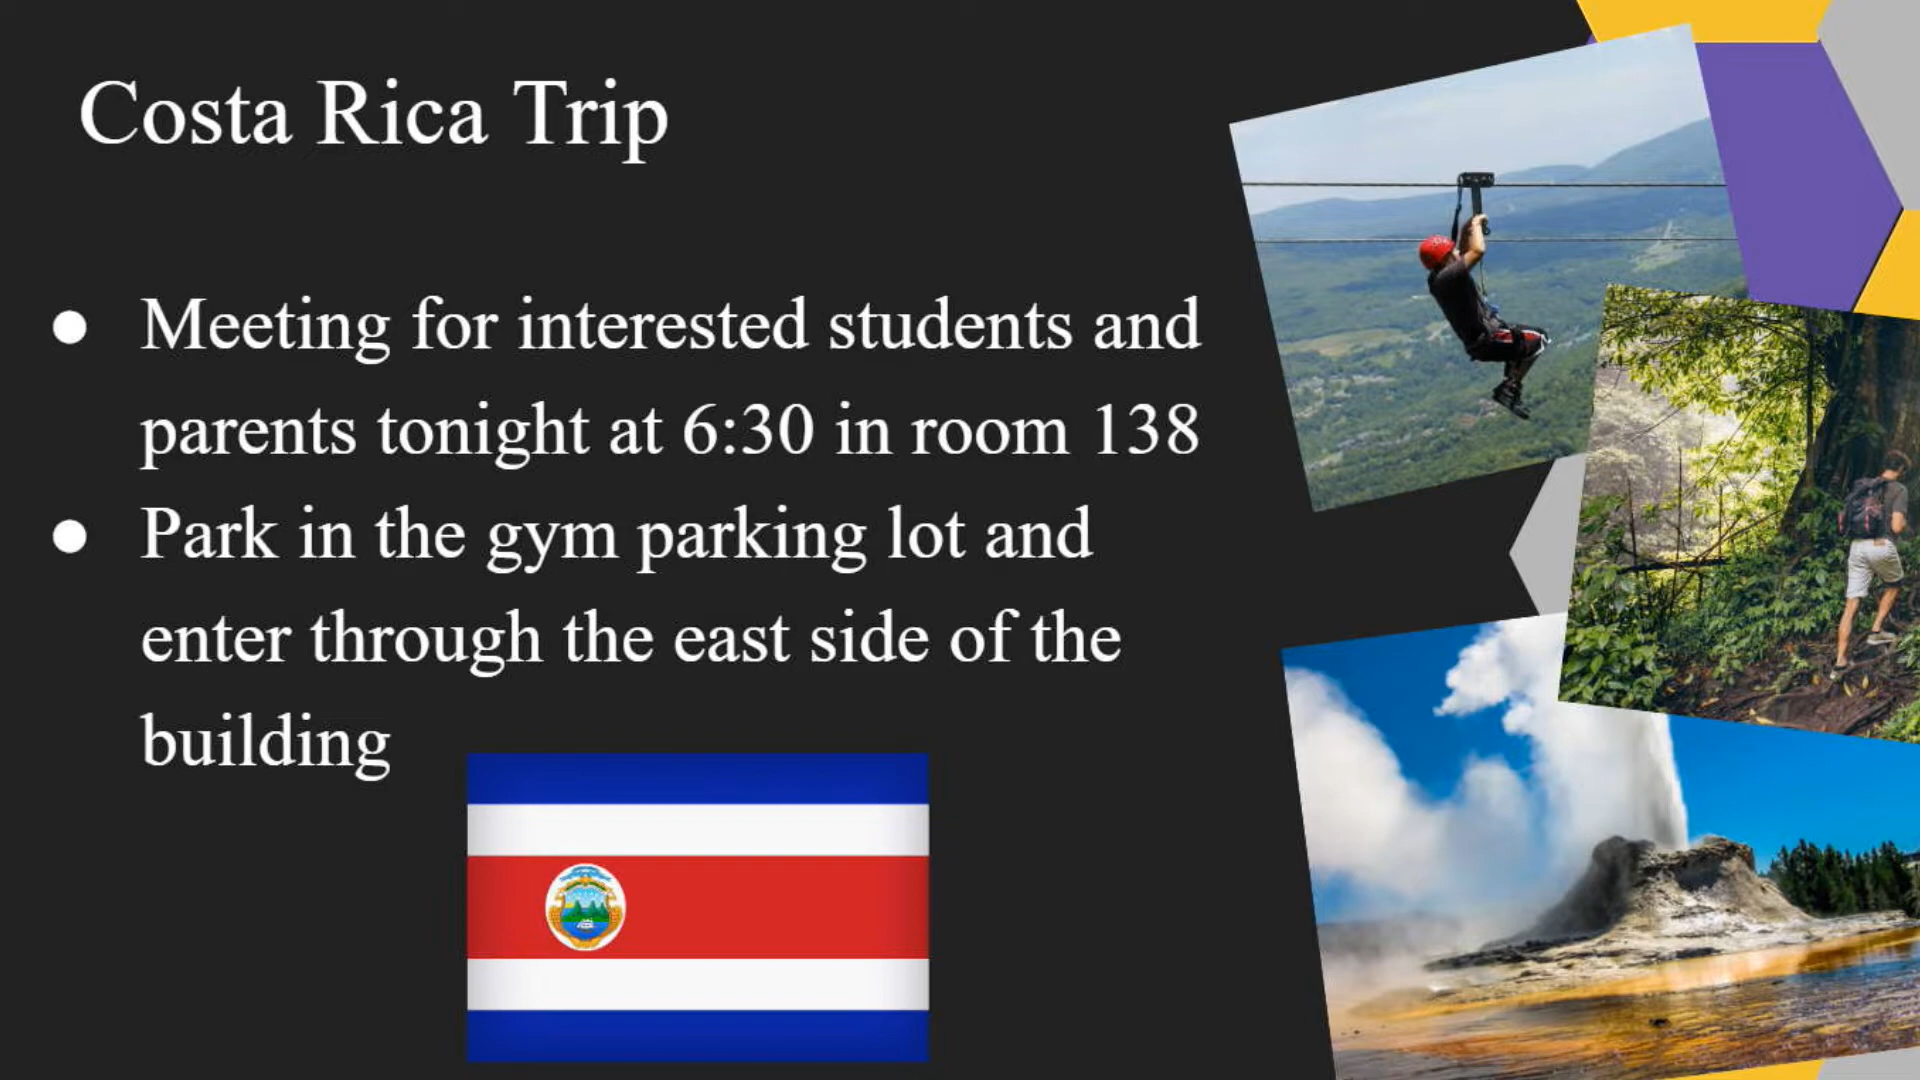 Costa Rica Trip
● Meeting for interested students and
parents tonight at 6:30 in room 138
● Park in the gym parking lot and
enter through the east side of the
building